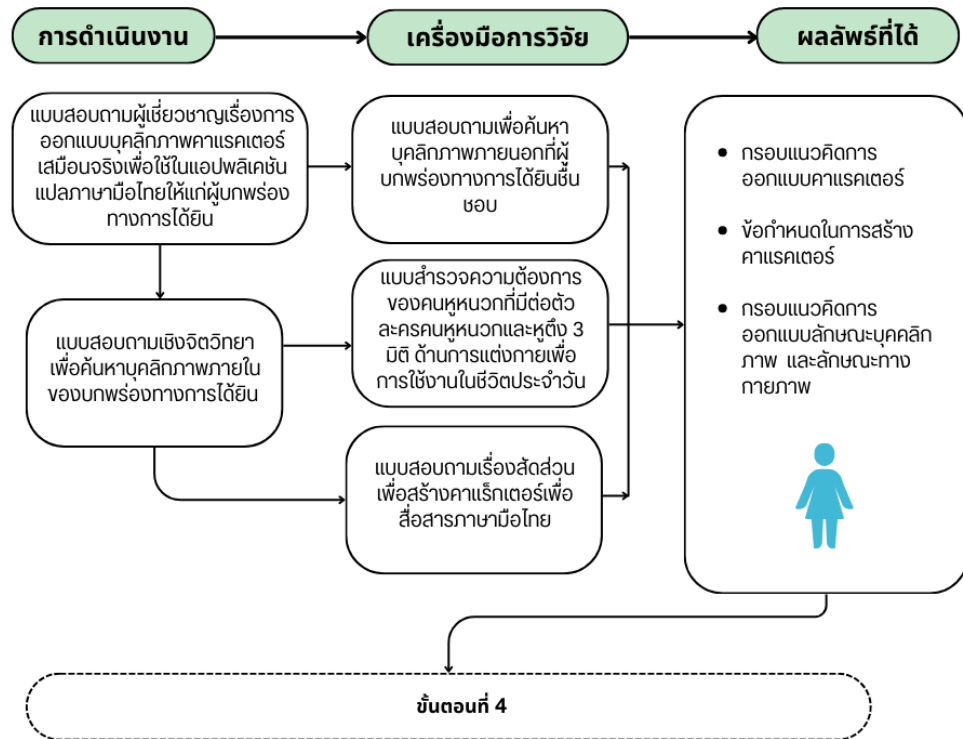 การดำเนินงาน
เครื่องมือการวิจัย
ผลลัพธ์ที่ได้
แบบสอบถามผู้เชี่ยวชาญเรื่องการ
ออกแบบบุคลิกภาพคาแรคเตอร์
เสมือนจริงเพื่อใช้ในแอปพลิเคชัน
แปลภาษามือไทยให้แก่ผู้บกพร่อง
ทางการได้ยิน
แบบสอบถามเชิงจิตวิทยา
เพื่อค้นหาบุคลิกภาพภายใน
ของบกพร่องทางการได้ยิน
แบบสอบถามเพื่อค้นหา
บุคลิกภาพภายนอกที่ผู้
บกพร่องทางการได้ยินชื่น
ชอบ
แบบสำรวจความต้องการ
ของคนหูหนวกที่มีต่อตัว
ละครคนหูหนวกและหูตึง 3
มิติ ด้านการแต่งกายเพื่อ
การใช้งานในชีวิตประจำวัน
แบบสอบถามเรื่องสัดส่วน
เพื่อสร้างคาแร็กเตอร์เพื่อ
สื่อสารภาษามือไทย
• กรอบแนวคิดการ
ออกแบบคาแรคเตอร์
• ข้อกำหนดในการสร้าง
คาแรคเตอร์
• กรอบแนวคิดการ
ออกแบบลักษณะบุคคลิก
ภาพ และลักษณะทาง
กายภาพ
ขั้นตอนที่ 4